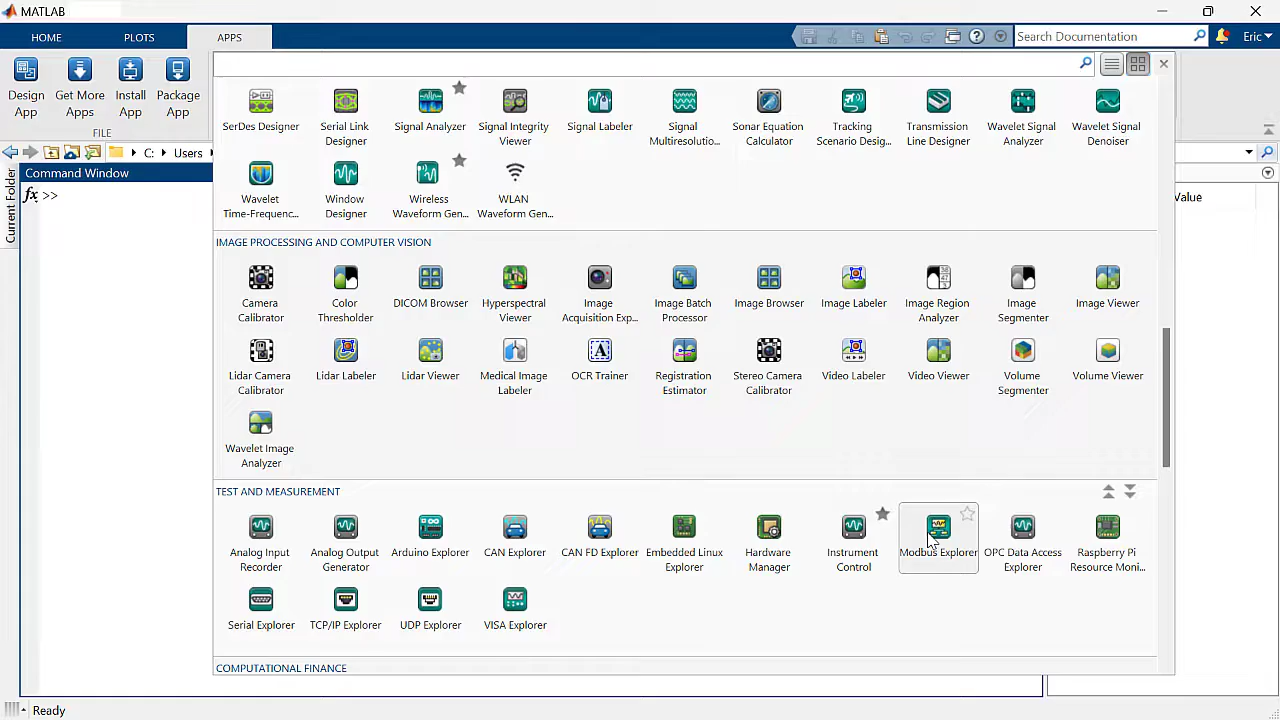 MATLAB
HOME PLOTS APPS
Search Documentation Eric
Design App
Get More Apps
Install App
Package App
FILE
C: Users
Current Folder
Command Window
fx >>
Value
SerDes Designer
Serial Link Designer
Signal Analyzer
Signal Integrity Viewer
Signal Labeler
Signal Multiresolutio...
Sonar Equation Calculator
Tracking Scenario Desig...
Transmission Line Designer
Wavelet Signal Analyzer
Wavelet Signal Denoiser
Wavelet Time-Frequenc...
Window Designer
Wireless Waveform Gen...
WLAN Waveform Gen...
IMAGE PROCESSING AND COMPUTER VISION
Camera Calibrator
Color Thresholder
DICOM Browser
Hyperspectral Viewer
Image Acquisition Exp...
Image Batch Processor
Image Browser
Image Labeler
Image Region Analyzer
Image Segmenter
Image Viewer
Lidar Camera Calibrator
Lidar Labeler
Lidar Viewer
Medical Image Labeler
OCR Trainer
Registration Estimator
Stereo Camera Calibrator
Video Labeler
Video Viewer
Volume Segmenter
Volume Viewer
Wavelet Image Analyzer
TEST AND MEASUREMENT
Analog Input Recorder
Analog Output Generator
Arduino Explorer
CAN Explorer
CAN FD Explorer
Embedded Linux Explorer
Hardware Manager
Instrument Control
Modbus Explorer
OPC Data Access Explorer
Raspberry Pi Resource Moni...
Serial Explorer
TCP/IP Explorer
UDP Explorer
VISA Explorer
COMPUTATIONAL FINANCE
Ready